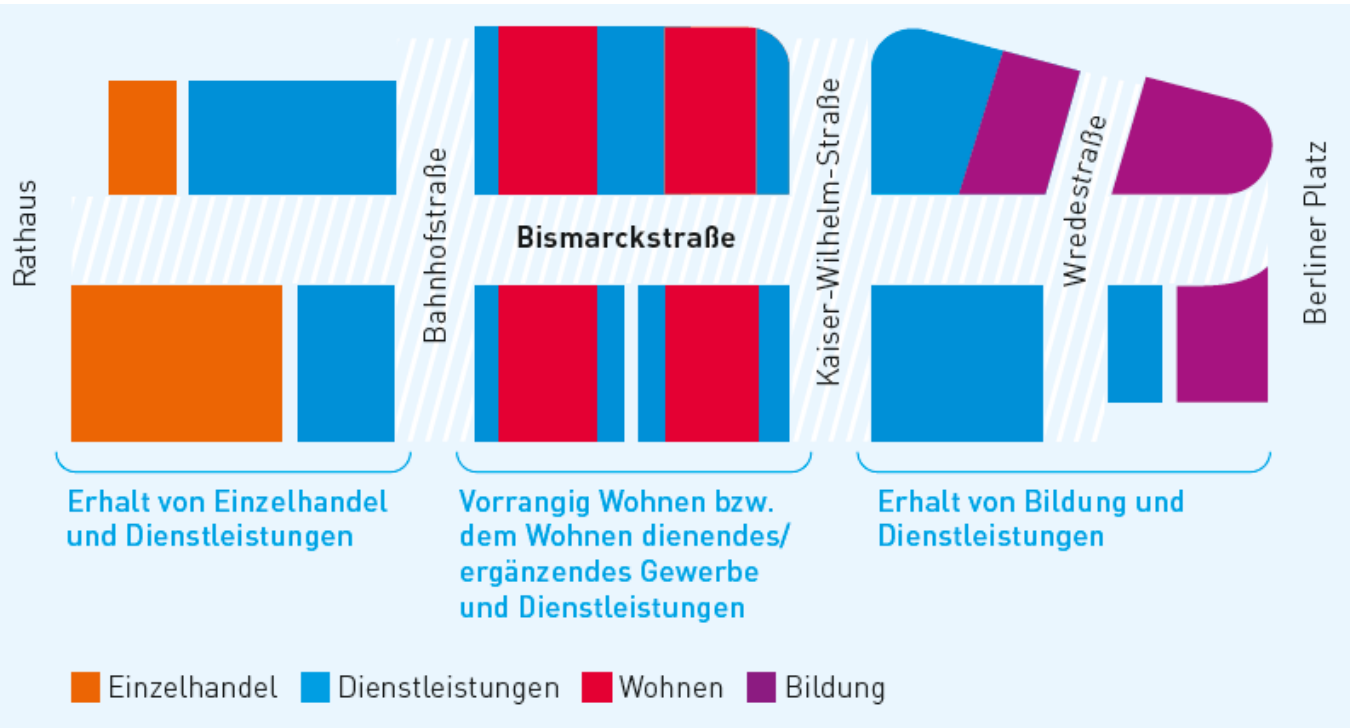 Rathaus
Bahnhofstraße
Bismarckstraße
Kaiser-Wilhelm-Straße
Wredestraße
Berliner Platz
Erhalt von Einzelhandel
und Dienstleistungen
Vorrangig Wohnen bzw.
dem Wohnen dienendes/
ergänzendes Gewerbe
und Dienstleistungen
Erhalt von Bildung und
Dienstleistungen
Einzelhandel Dienstleistungen Wohnen Bildung